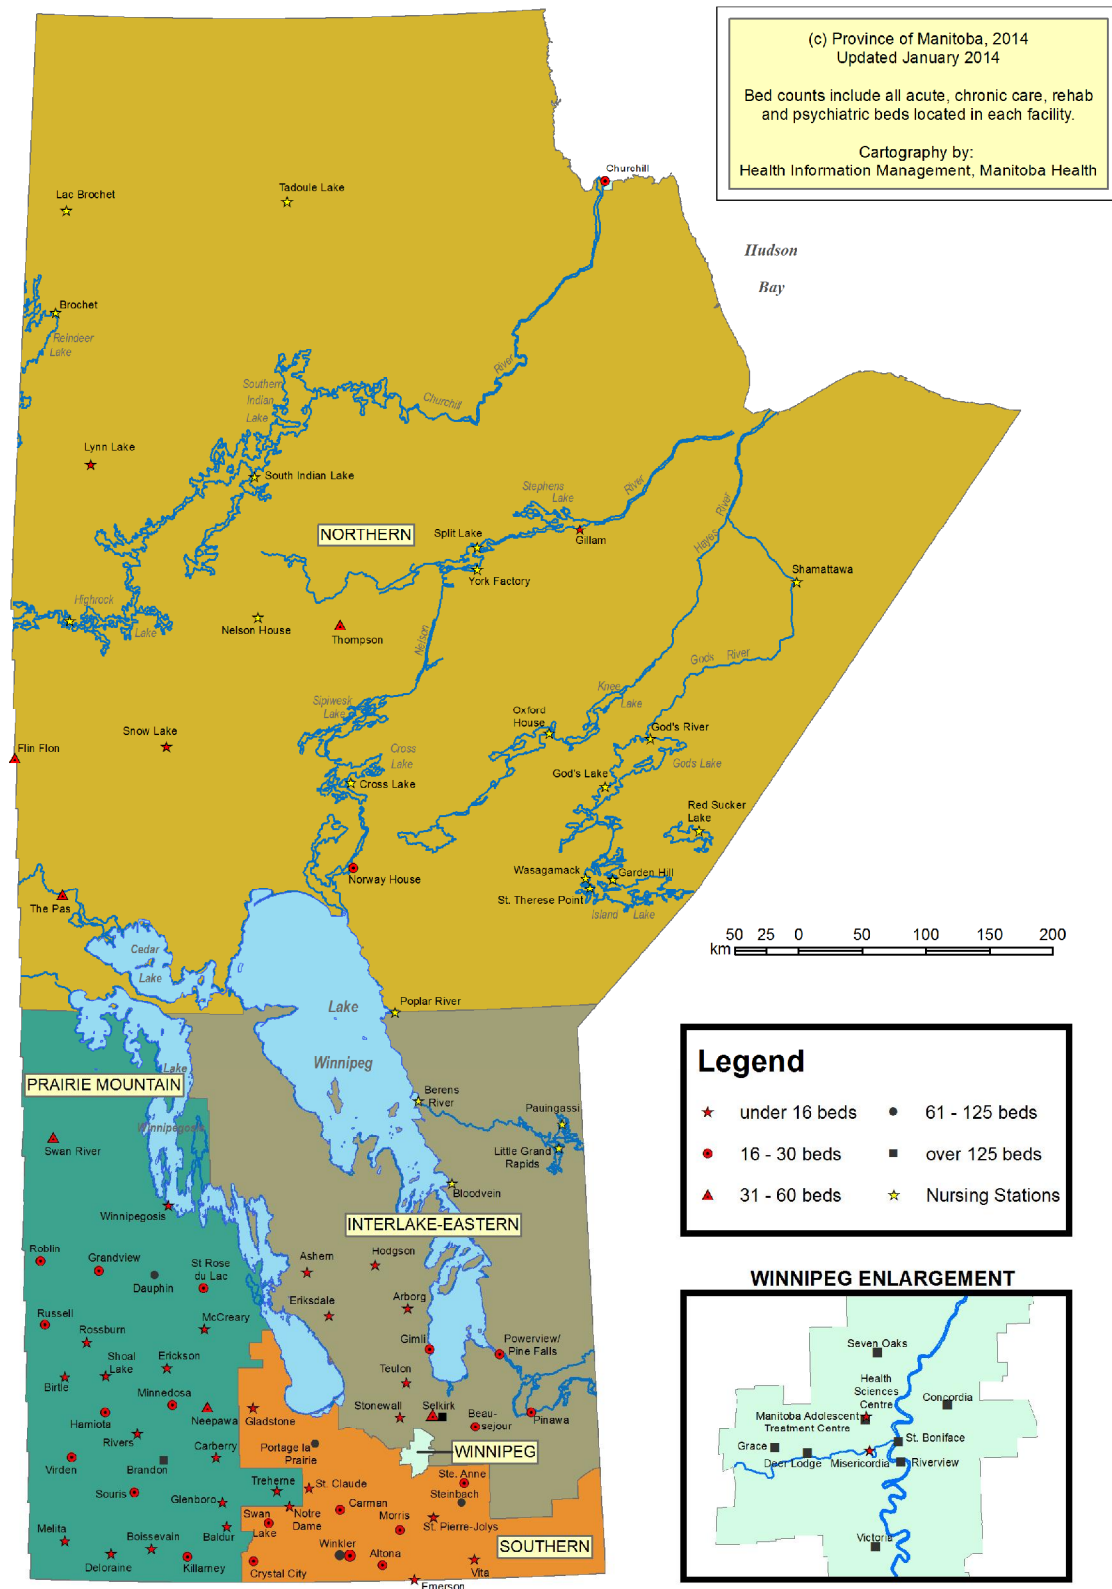 (c) Province of Manitoba, 2014
Updated January 2014
Bed counts include all acute, chronic care, rehab
and psychiatric beds located in each facility.
Cartography by:
Health Information Management, Manitoba Health
Churchill
Lac Brochet
Tadoule Lake
Hudson
Bay
Brochet
Reindeer
Lake
Southern
Indian
Lake
Churchill
River
Lynn Lake
South Indian Lake
Stephens
Lake
River
Hayes
River
NORTHERN
Split Lake
Gillam
York Factory
Shamattawa
Highrock
Lake
Nelson House
Thompson
Nelson
Gods
River
Knee
Lake
Sipiwesk
Lake
Oxford
House
God's River
Snow Lake
Flin Flon
Cross
Lake
Gods Lake
Cross Lake
God's Lake
Red Sucker
Lake
Norway House
Wasagamack
Garden Hill
St. Therese Point
Island
Lake
The Pas
Cedar
Lake
50 25 0 50 100 150 200
km
Poplar River
Lake
Winnipeg
Lake
Winnipegosis
PRAIRIE MOUNTAIN
Berens
River
Pauingassi
Little Grand
Rapids
Swan River
Bloodvein
Winnipegosis
INTERLAKE-EASTERN
Roblin
Grandview
Dauphin
St Rose
du Lac
Ashern
Hodgson
Russell
Rossburn
McCreary
Eriksdale
Arborg
Gimli
Powerview/
Pine Falls
Shoal
Lake
Erickson
Birtle
Minnedosa
Teulon
Hamiota
Neepawa
Gladstone
Stonewall
Selkirk
Beau-
sejour
Pinawa
Rivers
Carberry
Portage la
Prairie
WINNIPEG
Virden
Brandon
Ste. Anne
Steinbach
Souris
Glenboro
Treherne
St. Claude
Notre
Dame
Carman
Morris
St. Pierre-Jolys
Swan
Lake
Melita
Boissevain
Baldur
Winkler
Altona
SOUTHERN
Deloraine
Killarney
Crystal City
Vita
Emerson
Legend
under 16 beds
61 - 125 beds
16 - 30 beds
over 125 beds
31 - 60 beds
Nursing Stations
WINNIPEG ENLARGEMENT
Seven Oaks
Health
Sciences
Centre
Concordia
Manitoba Adolescent
Treatment Centre
St. Boniface
Grace
Deer Lodge
Misericordia
Riverview
Victoria